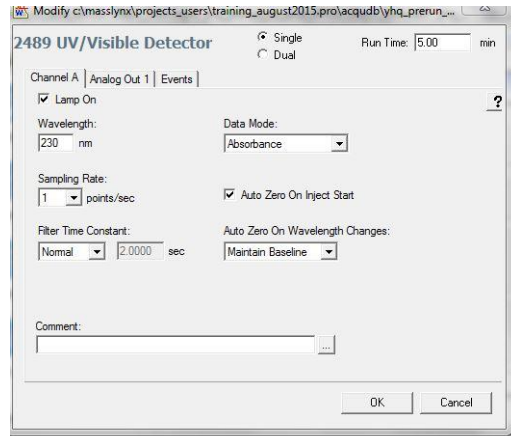 Modify c:\masslynx\projects_users\training_august2015.pro\acqudb\yhq_prerun_...
2489 UV/Visible Detector
Single
Dual
Run Time: 5.00 min
Channel A Analog Out 1 Events
Lamp On
?
Wavelength: Data Mode:
230 nm Absorbance
Sampling Rate:
1 points/sec Auto Zero On Inject Start
Filter Time Constant: Auto Zero On Wavelength Changes:
Normal 2.0000 sec Maintain Baseline
Comment:
...
OK Cancel